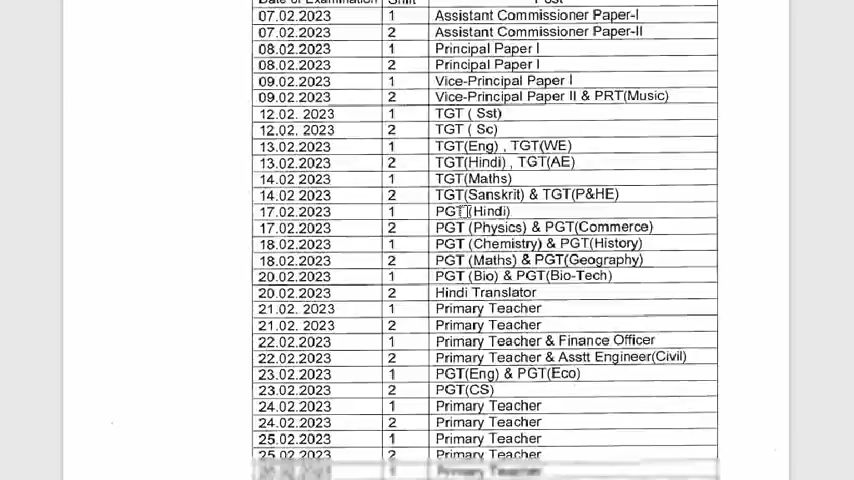 Date of Examination Shift Post
07.02.2023 1 Assistant Commissioner Paper-I
07.02.2023 2 Assistant Commissioner Paper-II
08.02.2023 1 Principal Paper I
08.02.2023 2 Principal Paper I
09.02.2023 1 Vice-Principal Paper I
09.02.2023 2 Vice-Principal Paper II & PRT(Music)
12.02. 2023 1 TGT ( Sst)
12.02. 2023 2 TGT ( Sc)
13.02.2023 1 TGT(Eng) , TGT(WE)
13.02.2023 2 TGT(Hindi) , TGT(AE)
14.02 2023 1 TGT(Maths)
14.02 2023 2 TGT(Sanskrit) & TGT(P&HE)
17.02.2023 1 PGT (Hindi)
17.02.2023 2 PGT (Physics) & PGT(Commerce)
18.02.2023 1 PGT (Chemistry) & PGT(History)
18.02.2023 2 PGT (Maths) & PGT(Geography)
20.02.2023 1 PGT (Bio) & PGT(Bio-Tech)
20.02.2023 2 Hindi Translator
21.02. 2023 1 Primary Teacher
21.02. 2023 2 Primary Teacher
22.02.2023 1 Primary Teacher & Finance Officer
22.02.2023 2 Primary Teacher & Asstt Engineer(Civil)
23.02.2023 1 PGT(Eng) & PGT(Eco)
23.02.2023 2 PGT(CS)
24.02.2023 1 Primary Teacher
24.02.2023 2 Primary Teacher
25.02.2023 1 Primary Teacher
25.02.2023 2 Primary Teacher
1 Primary Teacher